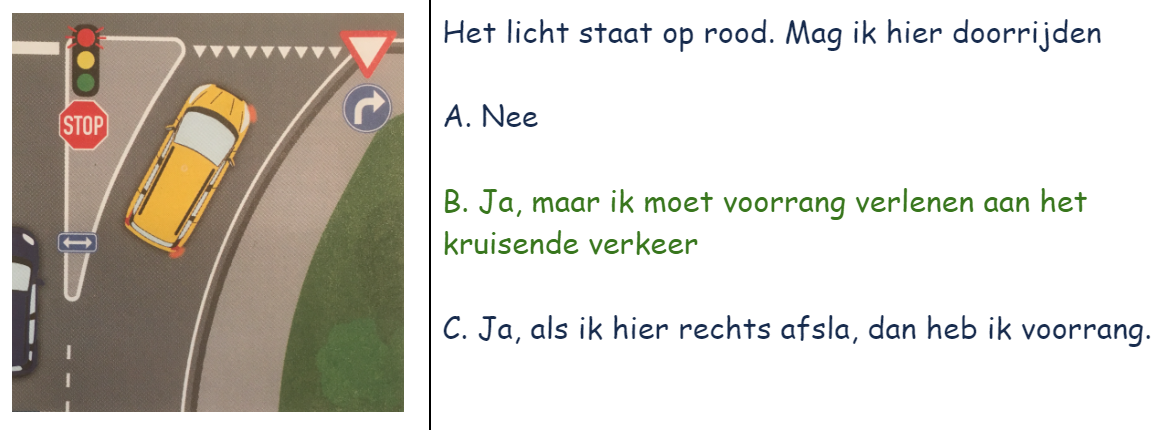 STOP
Het licht staat op rood. Mag ik hier doorrijden
A. Nee
B. Ja, maar ik moet voorrang verlenen aan het
kruisende verkeer
C. Ja, als ik hier rechts afsla, dan heb ik voorrang.